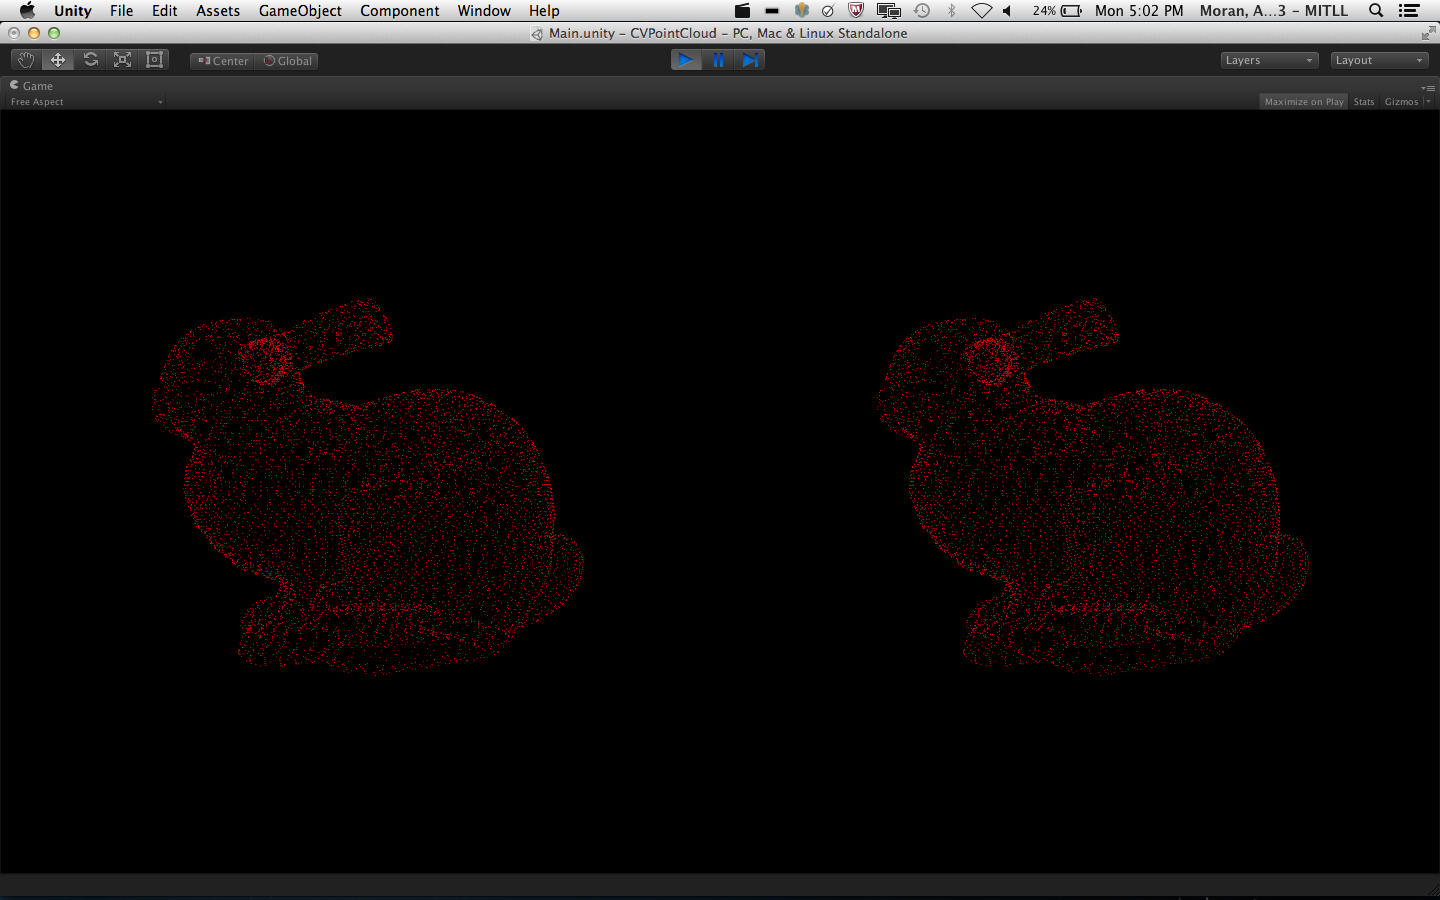 Unity File Edit Assets GameObject Component Window Help 24% Mon 5:02 PM Moran, A...3 – MITLL
Main.unity – CVPointCloud – PC, Mac & Linux Standalone
Center Global Layers Layout
Game
Free Aspect Maximize on Play Stats Gizmos